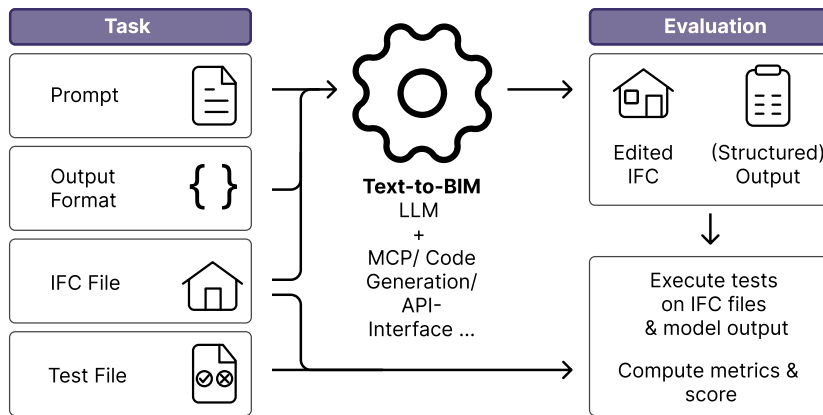 Task
Prompt
Output
Format
{ }
IFC File
Test File
Text-to-BIM
LLM
+
MCP/ Code
Generation/
API-
Interface ...
Evaluation
Edited
IFC
(Structured)
Output
Execute tests
on IFC files
& model output
Compute metrics &
score